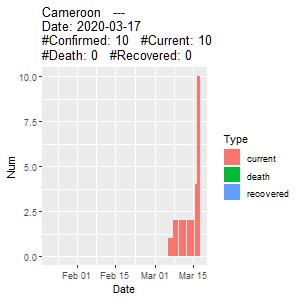 Cameroon   ---
Date: 2020-03-17
#Confirmed: 10   #Current: 10
#Death: 0   #Recovered: 0
10.0
7.5
5.0
2.5
0.0
Num
Feb 01
Feb 15
Mar 01
Mar 15
Date
Type
current
death
recovered